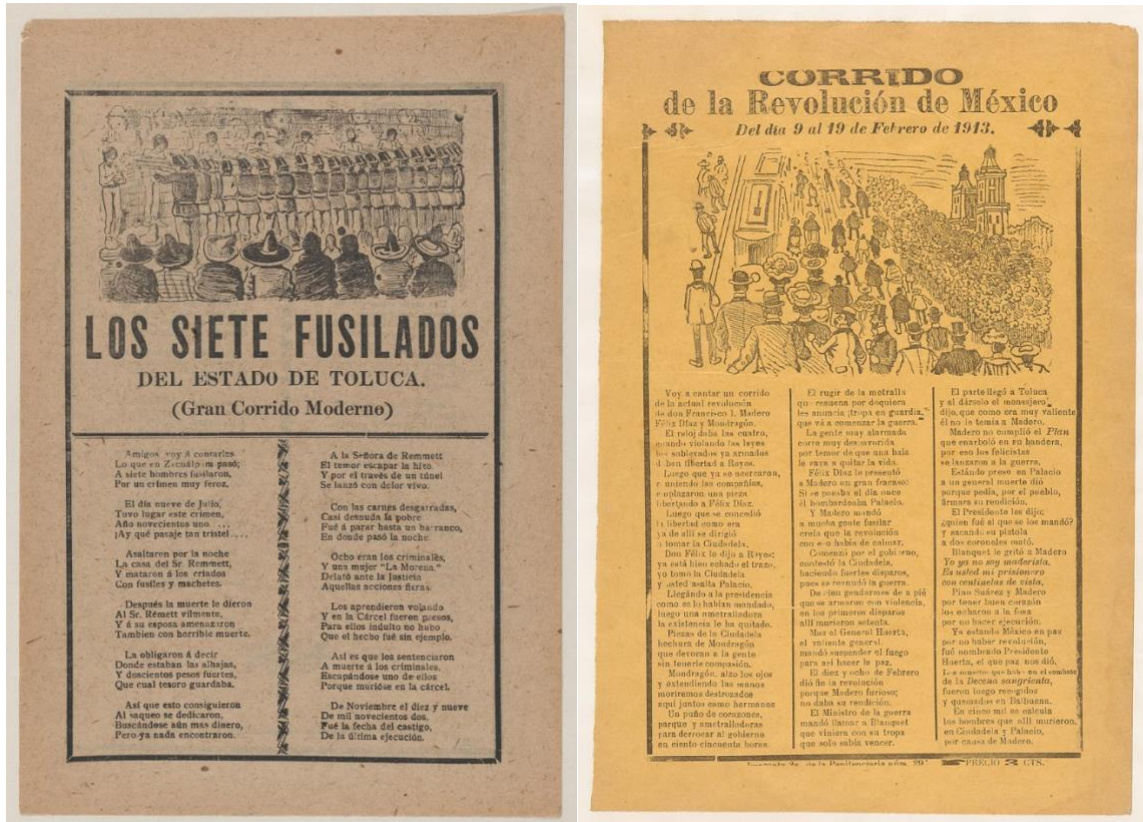 LOS SIETE FUSILADOS
DEL ESTADO DE TOLUCA.
(Gran Corrido Moderno)
Amigos voy á contarles
Lo que en Zacualpam pasó;
A siete hombres fusilaron,
Por un crimen muy feroz.
El día nueve de Julio,
Tuvo lugar este crimen,
Año novecientos uno ...
¡Ay qué pasaje tan triste!....
Asaltaron por la noche
La casa del Sr. Remmett,
Y mataron á los criados
Con fusiles y machetes.
Después la muerte le dieron
Al Sr. Rémett vilmente,
Y á su esposa amenazaron
Tambien con horrible muerte.
La obligaron á decir
Donde estaban las alhajas,
Y doscientos pesos fuertes,
Que cual tesoro guardaba.
Así que esto consiguieron
Al saqueo se dedicaron,
Buscándose aún mas dinero,
Pero ya nada encontraron.
A la Señora de Remmett
El temor escapar la hizo
Y por el través de un túnel
Se lanzó con dolor vivo.
Con las carnes desgarradas,
Casi desnuda la pobre
Fué á parar hasta un barranco,
En donde pasó la noche.
Ocho eran los criminales,
Y una mujer "La Morena"
Delató ante la Justicia
Aquellas acciones fieras.
Los aprendieron volando
Y en la Cárcel fueron presos,
Para ellos indulto no hubo
Que el hecho fué sin ejemplo.
Así es que los sentenciaron
A muerte á los criminales,
Escapándose uno de ellos
Porque murióse en la cárcel.
De Noviembre el diez y nueve
De mil novecientos dos,
Fué la fecha del castigo,
De la última ejecución.
CORRIDO
de la Revolución de México
Del día 9 al 19 de Febrero de 1913.
Voy a cantar un corrido
de la actual revolución
de don Francisco I. Madero
Félix Díaz y Mondragón.
El reloj daba las cuatro,
cuando violando las leyes
los sublevados ya armados
daban libertad a Reyes.
Luego que ya se acercaron,
reuniendo las compañías,
emplazaron una pieza
libertando a Félix Díaz.
Luego que se concedió
la libertad como era
ya de allí se dirigió
a tomar la Ciudadela.
Don Félix le dijo a Reyes;
ya está bien echado el trazo,
yo tomo la Ciudadela
y usted asalta Palacio.
Llegándo a la presidencia
como se lo habían mandado,
luego una ametralladora
la existencia le ha quitado.
Piezas de la Ciudadela
hechura de Mondragón
que devoran a la gente
sin tenerle compasión.
Mondragón, alzo los ojos
y extendiendo las manos
moriremos destrozados
aquí juntos como hermanos
Un puño de corazones,
parque y ametralladoras
para derrocar al gobierno
en ciento cincuenta horas.
El rugir de la metralla
que resuena por doquiera
les anuncia ¡tropa en guardia,"
que vá a comenzar la guerra.
La gente muy alarmada
corre muy despavorida
por temor de que una bala
le vaya a quitar la vida.
Félix Díaz le presentó
a Madero un gran fracaso:
Si se pasaba el día once
él bombardeaba Palacio.
Y Madero mandó
a mucha gente fusilar
creía que la revolución
con eso había de calmar.
Comenzó por el gobierno,
contestó la Ciudadela,
haciendo fuertes disparos,
pues se reanudó la guerra.
De cien gendarmes de a pié
que se armaron con violencia,
en los primeros disparos
allí murieron setenta.
Mas al General Huerta,
el valiente general.
mandó suspender el fuego
para así hacer la paz.
El diez y ocho de Febrero
dió fin la revolución
porque Madero furioso;
no daba su rendición.
El Ministro de la guerra
mandó llamar a Blanquet
que viniera con su tropa
que solo sabía vencer.
El parte llegó a Toluca
y al dárselo el mensajero
dijo, que como era muy valiente
él no le temía a Madero.
Madero no cumplió el Plan
que enarboló en su bandera,
por eso los felicistas
se lanzaron a la guerra.
Estándo preso en Palacio
a un general muerte dió
porque pedía, por el pueblo,
firmara su rendición.
El Presidente les dijo:
¿quien fué el que se los mandó?
y sacando su pistola
a dos coroneles mató.
Blanquet le gritó a Madero
Yo ya no soy maderista.
Es usted mi prisionero
con centinelas de vista,
Pino Suárez y Madero
por tener buen corazón
los echaron a la fosa
por no hacer ejecución.
Ya estando México en paz
por no haber revolución,
fué nombrado Presidente
Huerta, el que paz nos dió.
Los muertos que hubo en el combate
de la Decena sangrienta,
fueron luego recogidos
y quemados en Balbuena.
En cinco mil se calcula
los hombres que allí murieron,
en Ciudadela y Palacio,
por causa de Madero.
2a. de la Penitenciaría núm. 29
PRECIO 3 CTS.